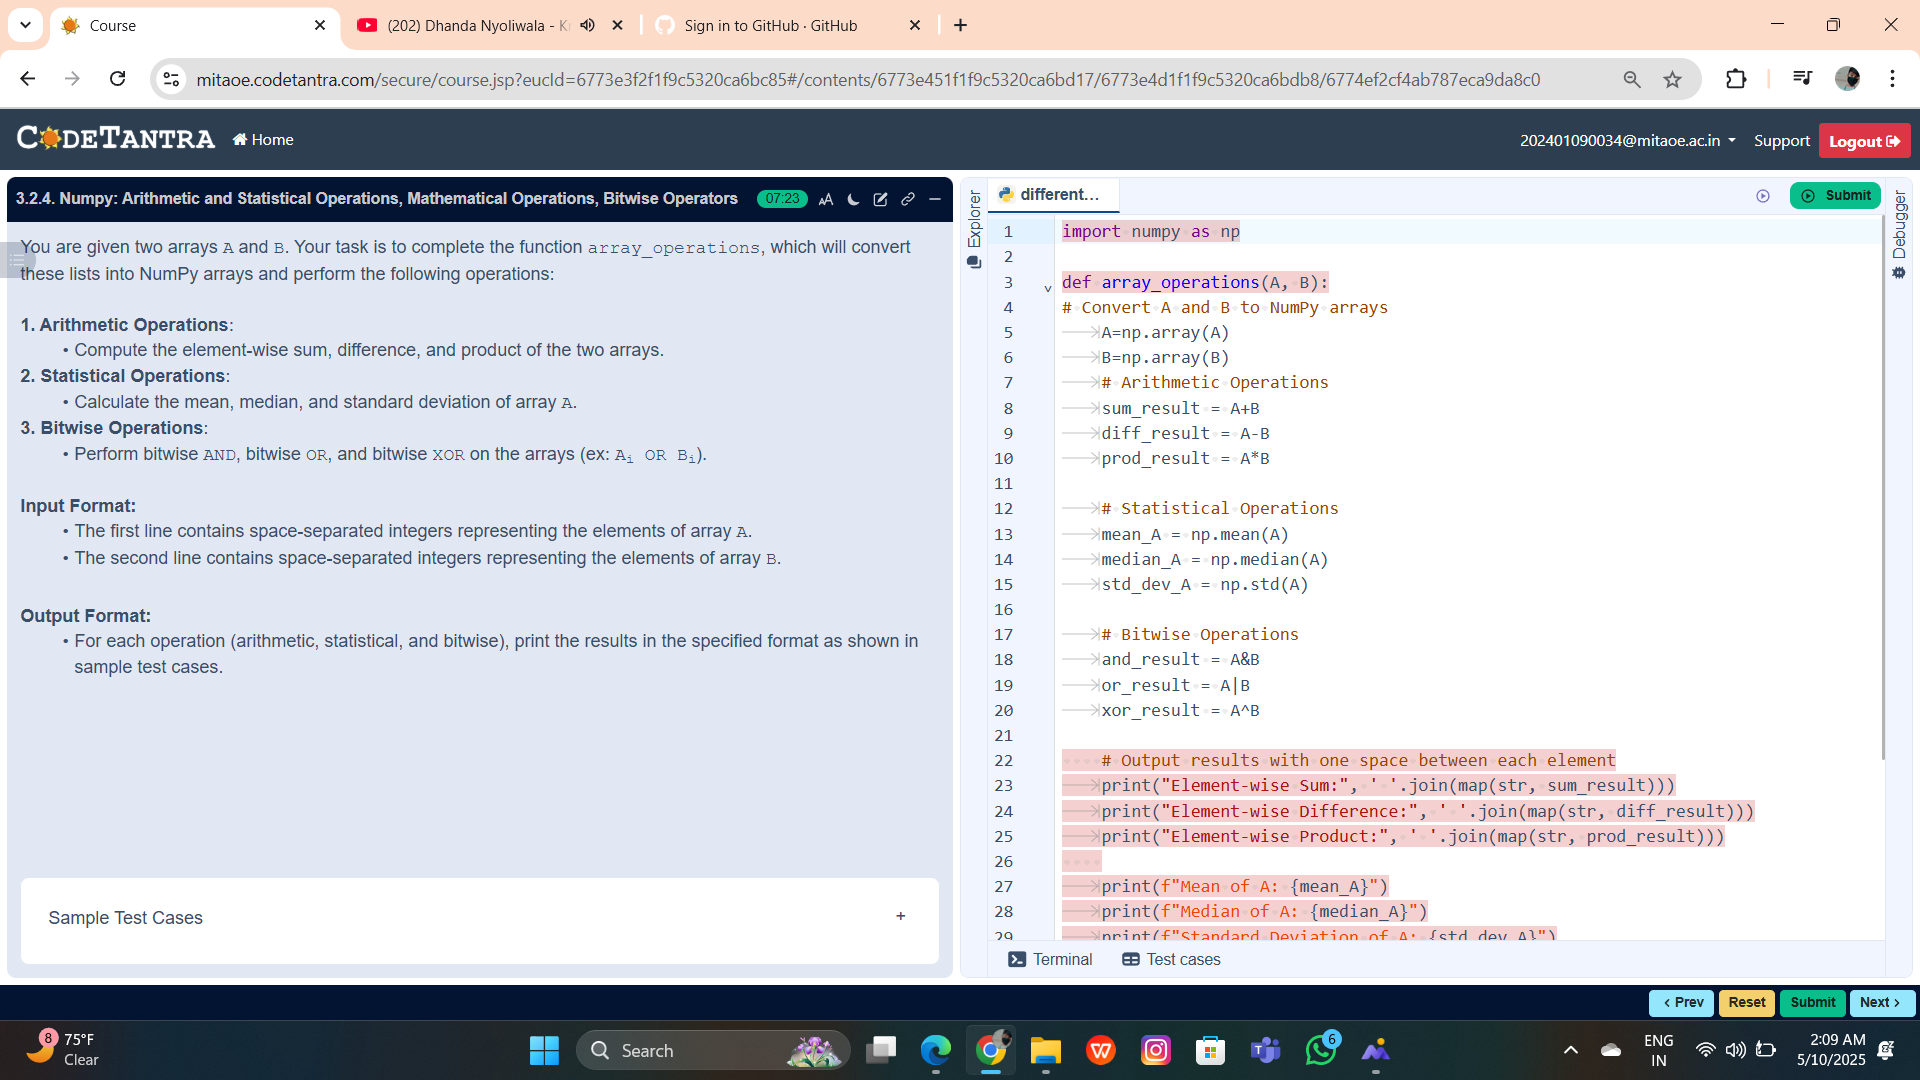 Course
(202) Dhanda Nyoliwala - K
Sign in to GitHub · GitHub
mitaoe.codetantra.com/secure/course.jsp?eucId=6773e3f2f1f9c5320ca6bc85#/contents/6773e451f1f9c5320ca6bd17/6773e4d1f1f9c5320ca6bdb8/6774ef2cf4ab787eca9da8c0
CODETANTRA
Home
202401090034@mitaoe.ac.in
Support
Logout
3.2.4. Numpy: Arithmetic and Statistical Operations, Mathematical Operations, Bitwise Operators
07:23
You are given two arrays A and B. Your task is to complete the function array_operations, which will convert
these lists into NumPy arrays and perform the following operations:
1. Arithmetic Operations:
• Compute the element-wise sum, difference, and product of the two arrays.
2. Statistical Operations:
• Calculate the mean, median, and standard deviation of array A.
3. Bitwise Operations:
• Perform bitwise AND, bitwise OR, and bitwise XOR on the arrays (ex: Ai OR Bi).
Input Format:
• The first line contains space-separated integers representing the elements of array A.
• The second line contains space-separated integers representing the elements of array B.
Output Format:
• For each operation (arithmetic, statistical, and bitwise), print the results in the specified format as shown in
sample test cases.
Sample Test Cases
+
Explorer
different...
Submit
Debugger
1 import numpy as np
2
3 def array_operations(A, B):
4 # Convert A and B to NumPy arrays
5 A=np.array(A)
6 B=np.array(B)
7 # Arithmetic Operations
8 sum_result = A+B
9 diff_result = A-B
10 prod_result = A*B
11
12 # Statistical Operations
13 mean_A = np.mean(A)
14 median_A = np.median(A)
15 std_dev_A = np.std(A)
16
17 # Bitwise Operations
18 and_result = A&B
19 or_result = A|B
20 xor_result = A^B
21
22 # Output results with one space between each element
23 print("Element-wise Sum:", ' '.join(map(str, sum_result)))
24 print("Element-wise Difference:", ' '.join(map(str, diff_result)))
25 print("Element-wise Product:", ' '.join(map(str, prod_result)))
26
27 print(f"Mean of A: {mean_A}")
28 print(f"Median of A: {median_A}")
29 print(f"Standard Deviation of A: {std_dev_A}")
Terminal
Test cases
< Prev
Reset
Submit
Next >
8
75°F
Clear
Search
6
ENG
IN
2:09 AM
5/10/2025